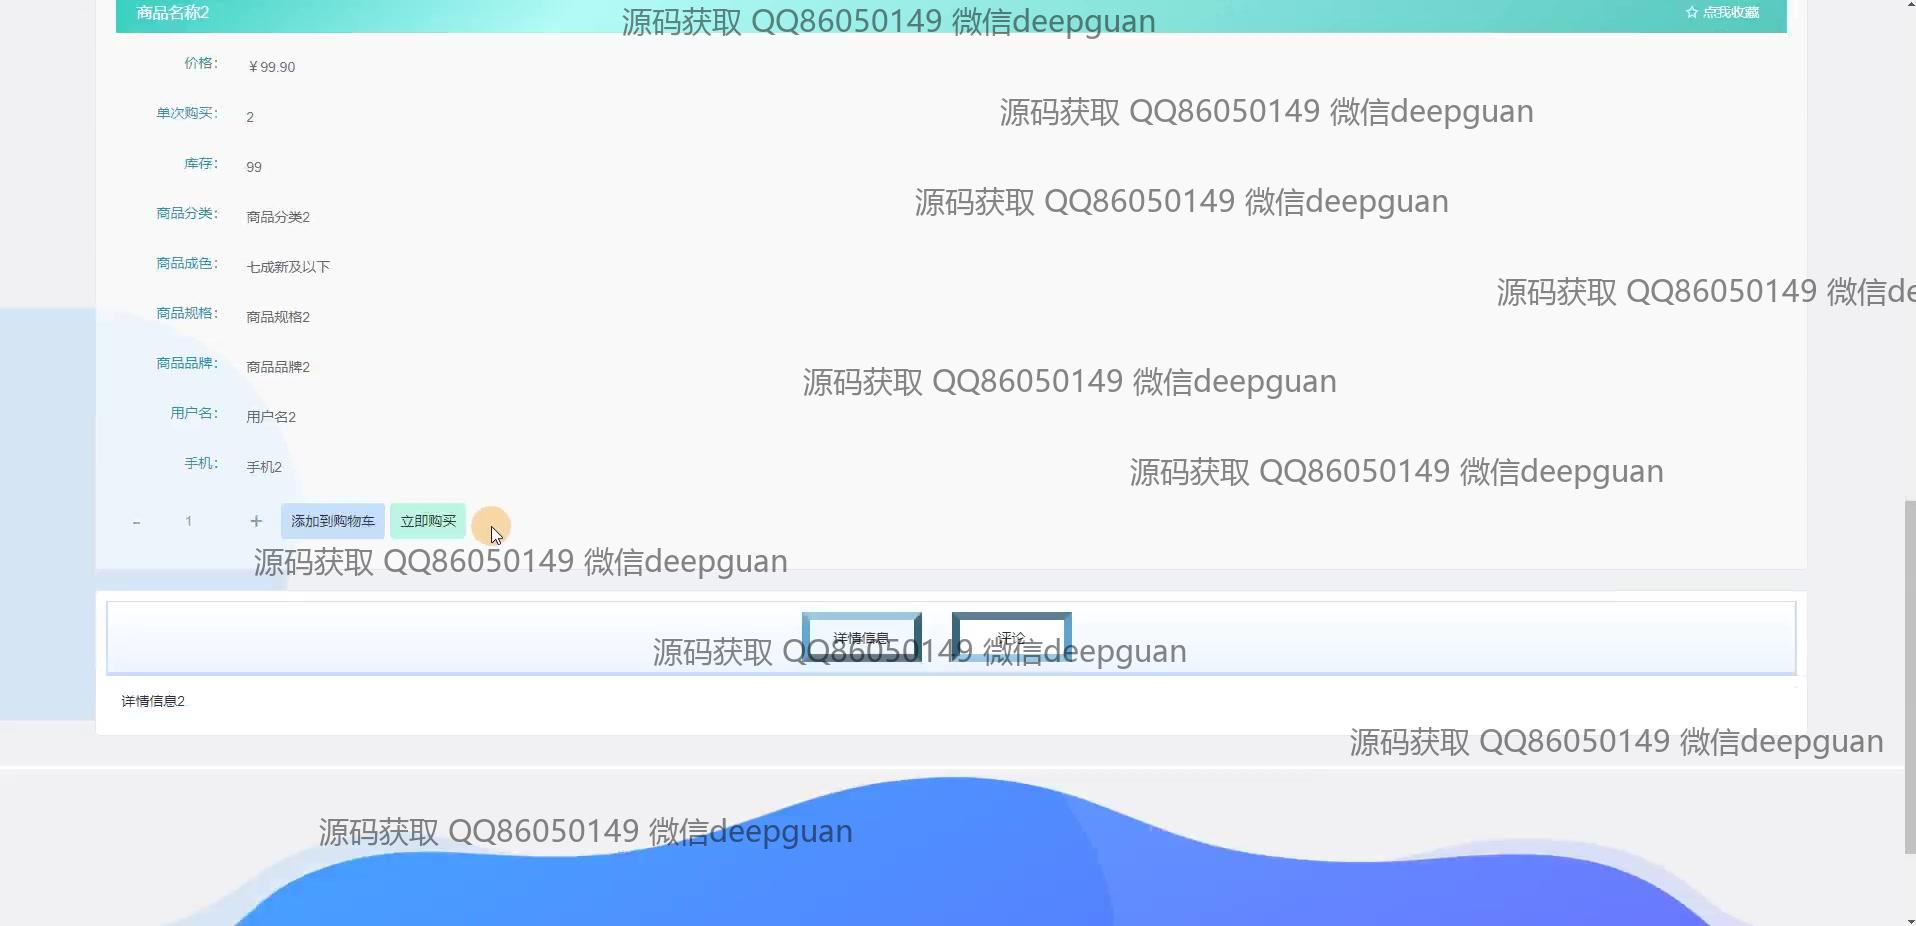 商品名称2
☆ 点我收藏
源码获取 QQ86050149 微信deepguan
价格：
￥99.90
源码获取 QQ86050149 微信deepguan
单次购买：
2
库存：
99
源码获取 QQ86050149 微信deepguan
商品分类：
商品分类2
商品成色：
七成新及以下
源码获取 QQ86050149 微信de
商品规格：
商品规格2
商品品牌：
商品品牌2
源码获取 QQ86050149 微信deepguan
用户名：
用户名2
手机：
手机2
源码获取 QQ86050149 微信deepguan
- 1 + 添加到购物车 立即购买
源码获取 QQ86050149 微信deepguan
详情信息 评论
源码获取 QQ86050149 微信deepguan
详情信息2
源码获取 QQ86050149 微信deepguan
源码获取 QQ86050149 微信deepguan